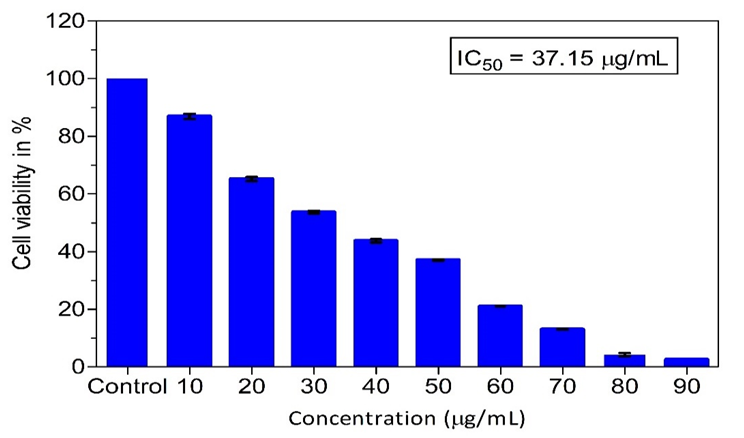 120
100
80
60
40
20
0
Cell viability in %
IC50 = 37.15 µg/mL
Control 10 20 30 40 50 60 70 80 90
Concentration (µg/mL)